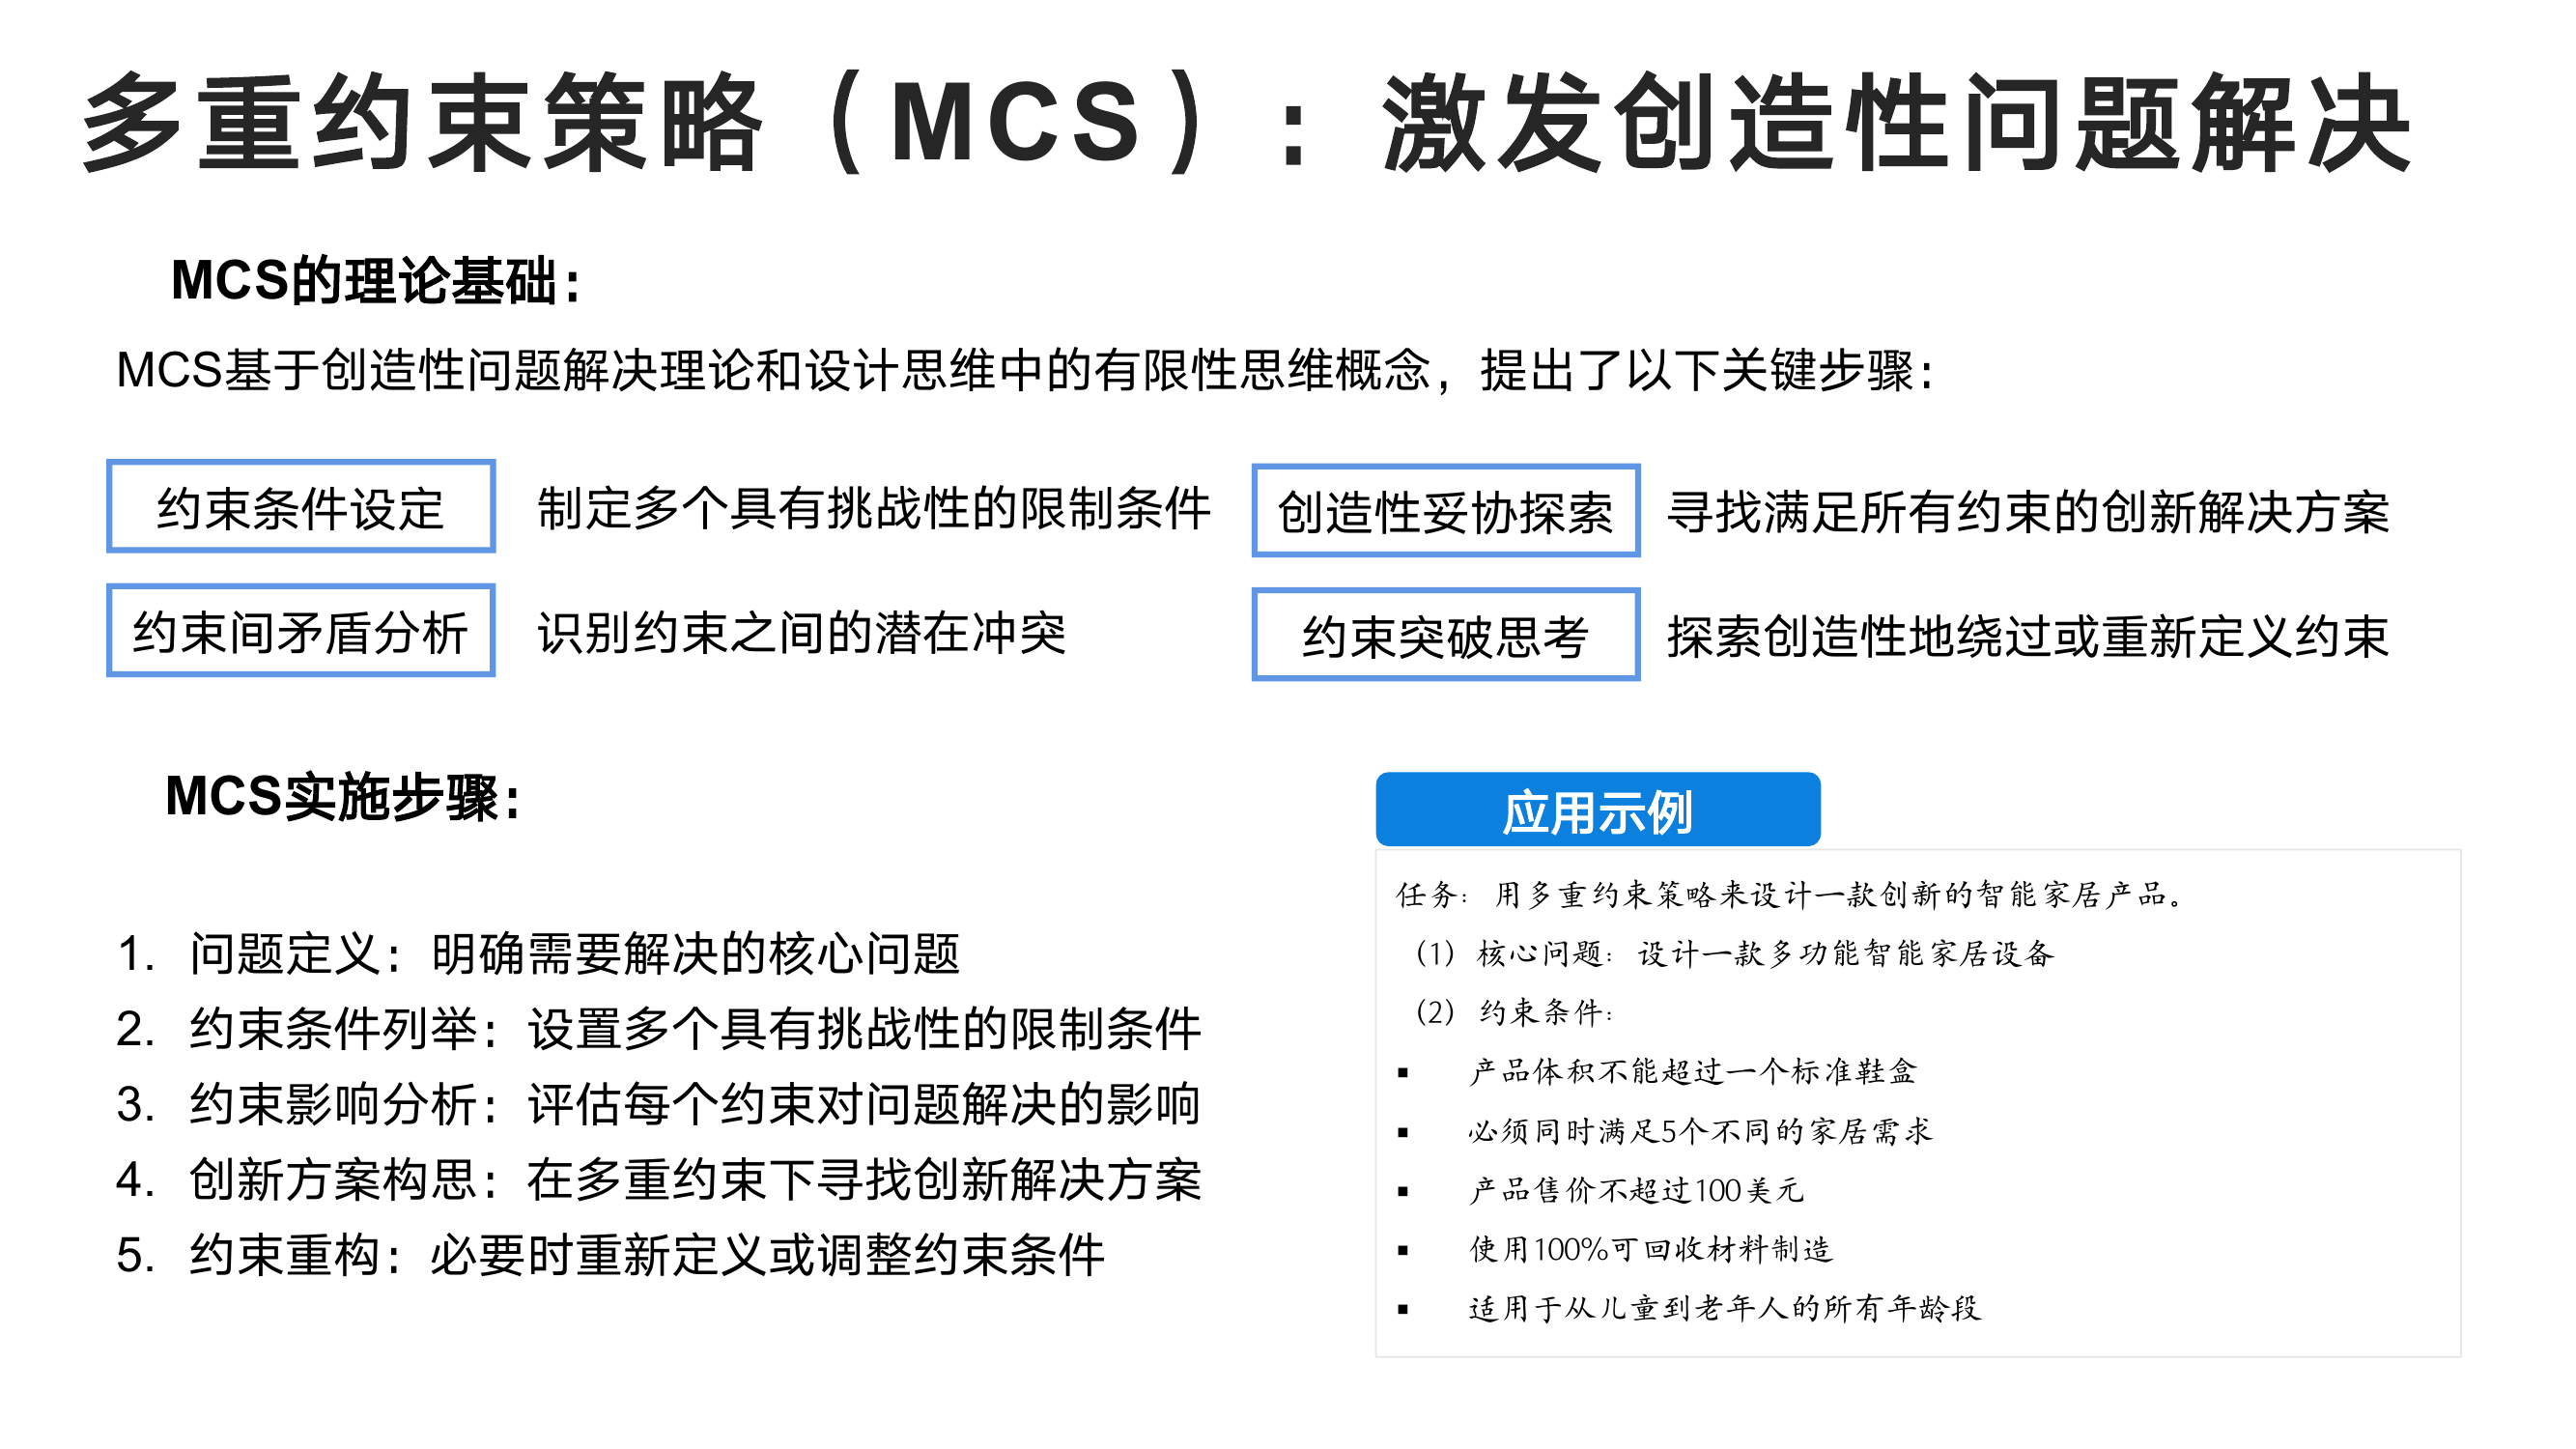 多重约束策略（MCS）：激发创造性问题解决
MCS的理论基础：
MCS基于创造性问题解决理论和设计思维中的有限性思维概念，提出了以下关键步骤：
约束条件设定
制定多个具有挑战性的限制条件
创造性妥协探索
寻找满足所有约束的创新解决方案
约束间矛盾分析
识别约束之间的潜在冲突
约束突破思考
探索创造性地绕过或重新定义约束
MCS实施步骤：
1. 问题定义：明确需要解决的核心问题
2. 约束条件列举：设置多个具有挑战性的限制条件
3. 约束影响分析：评估每个约束对问题解决的影响
4. 创新方案构思：在多重约束下寻找创新解决方案
5. 约束重构：必要时重新定义或调整约束条件
应用示例
任务：用多重约束策略来设计一款创新的智能家居产品。
（1）核心问题：设计一款多功能智能家居设备
（2）约束条件：
▪ 产品体积不能超过一个标准鞋盒
▪ 必须同时满足5个不同的家居需求
▪ 产品售价不超过100美元
▪ 使用100%可回收材料制造
▪ 适用于从儿童到老年人的所有年龄段